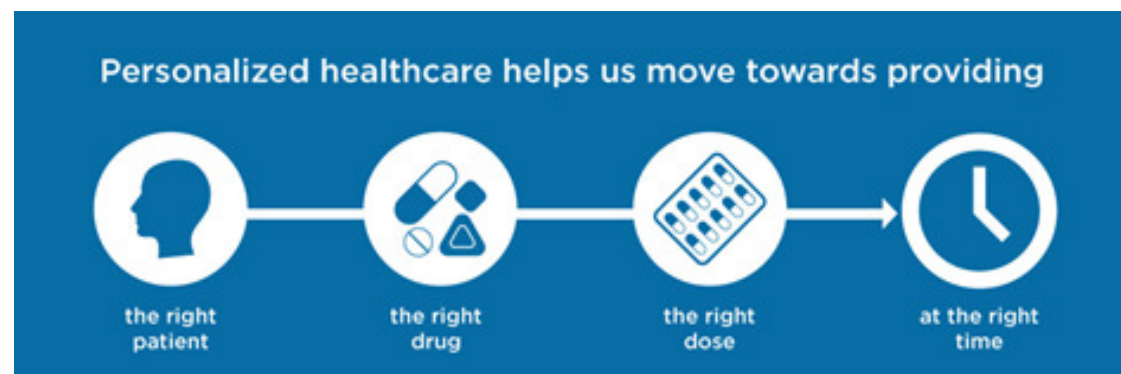 Personalized healthcare helps us move towards providing
the right
patient
the right
drug
the right
dose
at the right
time